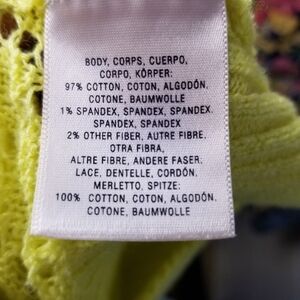 BODY, CORPS, CUERPO,
CORPO, KÖRPER:
97% COTTON, COTON, ALGODÓN,
COTONE, BAUMWOLLE
1% SPANDEX, SPANDEX, SPANDEX,
SPANDEX, SPANDEX
2% OTHER FIBER, AUTRE FIBRE,
OTRA FIBRA,
ALTRE FIBRE, ANDERE FASER;
LACE, DENTELLE, CORDÓN,
MERLETTO, SPITZE:
100% COTTON, COTON, ALGODÓN,
COTONE, BAUMWOLLE